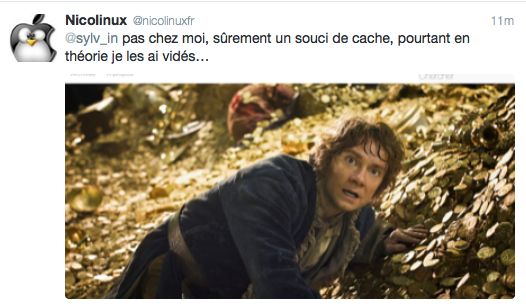 Nicolinux @nicolinuxfr 11m
@sylv_in pas chez moi, sûrement un souci de cache, pourtant en
théorie je les ai vidés…
Chercher